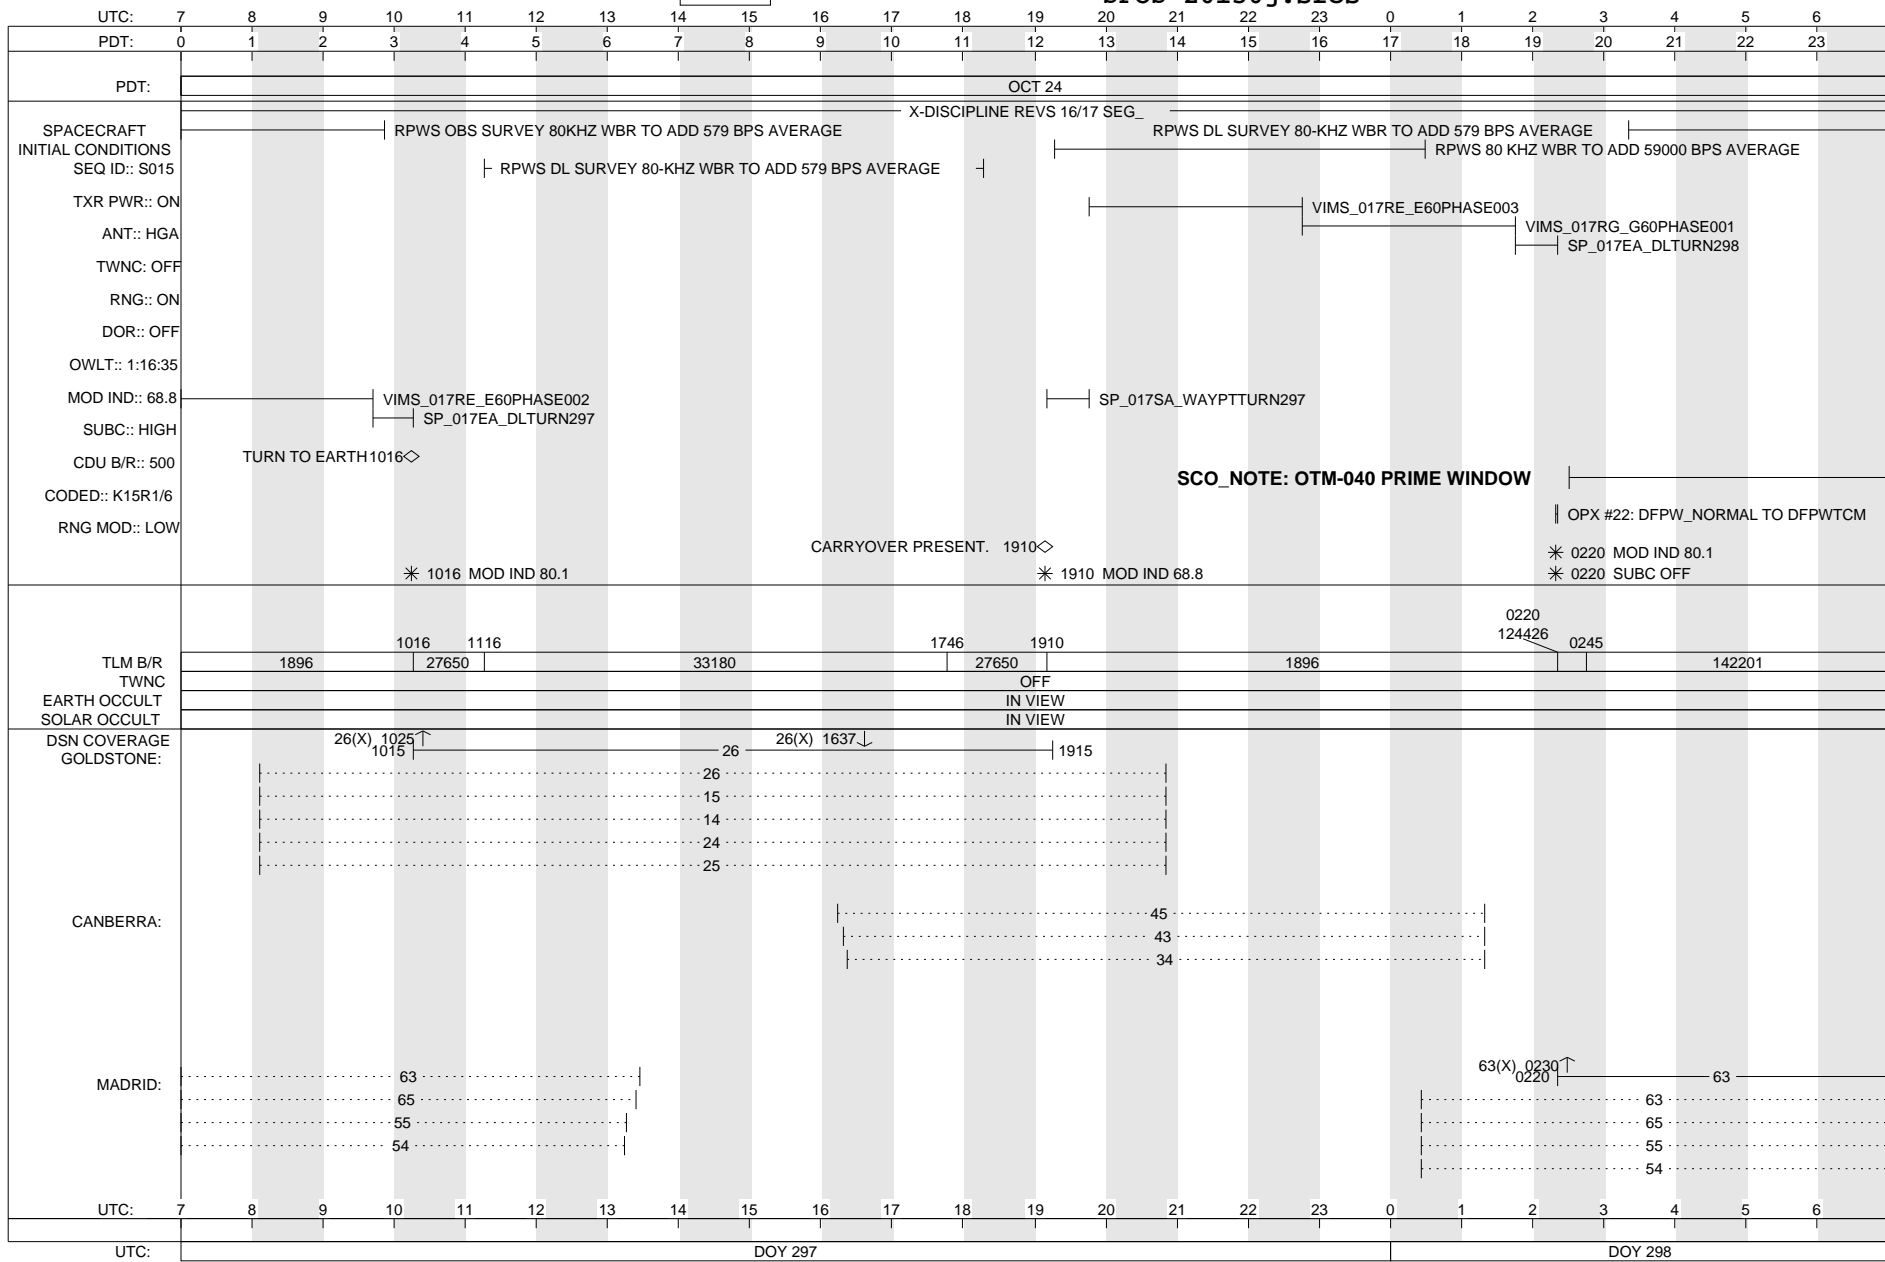 UTC: 7 8 9 10 11 12 13 14 15 16 17 18 19 20 21 22 23 0 1 2 3 4 5 6
PDT: 0 1 2 3 4 5 6 7 8 9 10 11 12 13 14 15 16 17 18 19 20 21 22 23
PDT: OCT 24
X-DISCIPLINE REVS 16/17 SEG_
SPACECRAFT
INITIAL CONDITIONS
RPWS OBS SURVEY 80KHZ WBR TO ADD 579 BPS AVERAGE
RPWS DL SURVEY 80-KHZ WBR TO ADD 579 BPS AVERAGE
RPWS 80 KHZ WBR TO ADD 59000 BPS AVERAGE
SEQ ID:: S015
RPWS DL SURVEY 80-KHZ WBR TO ADD 579 BPS AVERAGE
TXR PWR:: ON
VIMS_017RE_E60PHASE003
ANT:: HGA
VIMS_017RG_G60PHASE001
SP_017EA_DLTURN298
TWNC: OFF
RNG:: ON
DOR:: OFF
OWLT:: 1:16:35
MOD IND:: 68.8
VIMS_017RE_E60PHASE002
SP_017SA_WAYPTTURN297
SP_017EA_DLTURN297
SUBC:: HIGH
TURN TO EARTH 1016
CDU B/R:: 500
SCO_NOTE: OTM-040 PRIME WINDOW
CODED:: K15R1/6
OPX #22: DFPW_NORMAL TO DFPWTCM
RNG MOD:: LOW
CARRYOVER PRESENT. 1910
0220 MOD IND 80.1
1016 MOD IND 80.1
1910 MOD IND 68.8
0220 SUBC OFF
0220
124426
1016 1116 1746 1910 0245
TLM B/R 1896 27650 33180 27650 1896 142201
TWNC OFF
EARTH OCCULT IN VIEW
SOLAR OCCULT IN VIEW
DSN COVERAGE
26(X) 1025 26(X) 1637
GOLDSTONE: 1015 26 1915
26
15
14
24
25
CANBERRA: 45
43
34
63(X) 0230
MADRID: 63 0220 63
65 63
55 65
54 55
54
UTC: 7 8 9 10 11 12 13 14 15 16 17 18 19 20 21 22 23 0 1 2 3 4 5 6
UTC: DOY 297 DOY 298